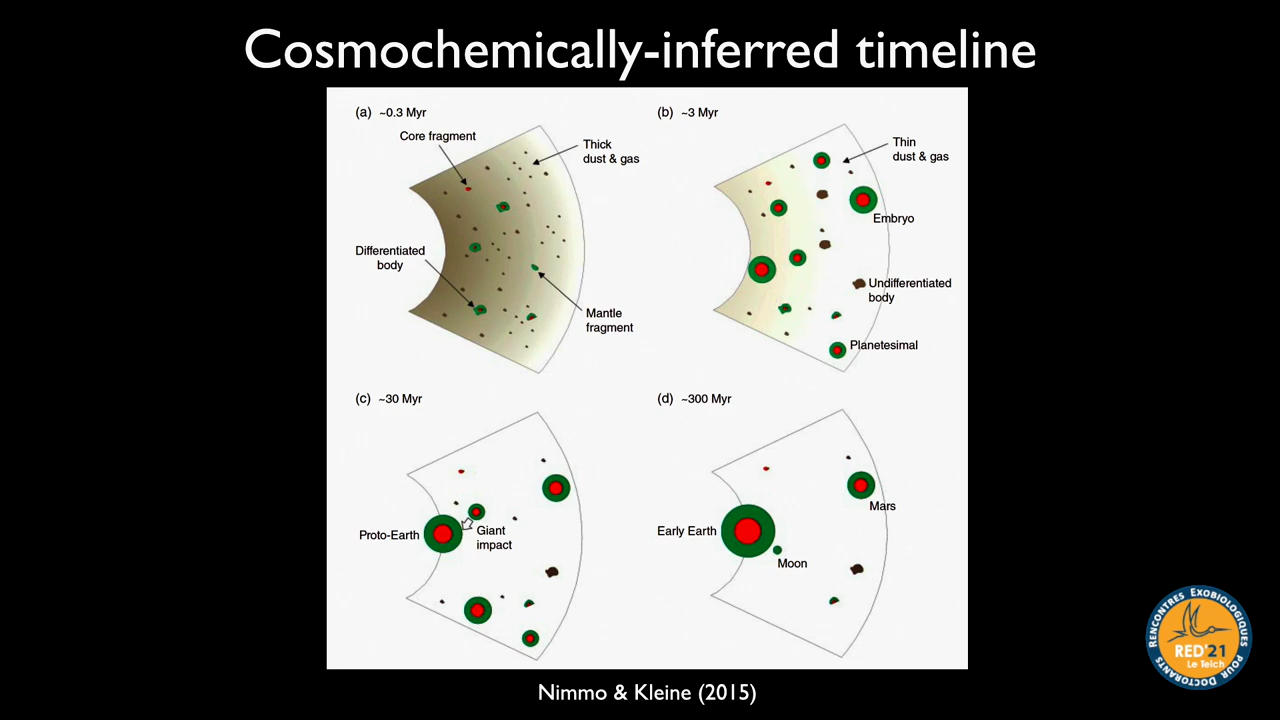 Cosmochemically-inferred timeline
(a) ~0.3 Myr
Core fragment
Thick
dust & gas
Differentiated
body
Mantle
fragment
(b) ~3 Myr
Thin
dust & gas
Embryo
Undifferentiated
body
Planetesimal
(c) ~30 Myr
Proto-Earth
Giant
impact
(d) ~300 Myr
Mars
Early Earth
Moon
Nimmo & Kleine (2015)
RENCONTRES EXOBIOLOGIQUES POUR DOCTORANTS
RED'21
Le Teich